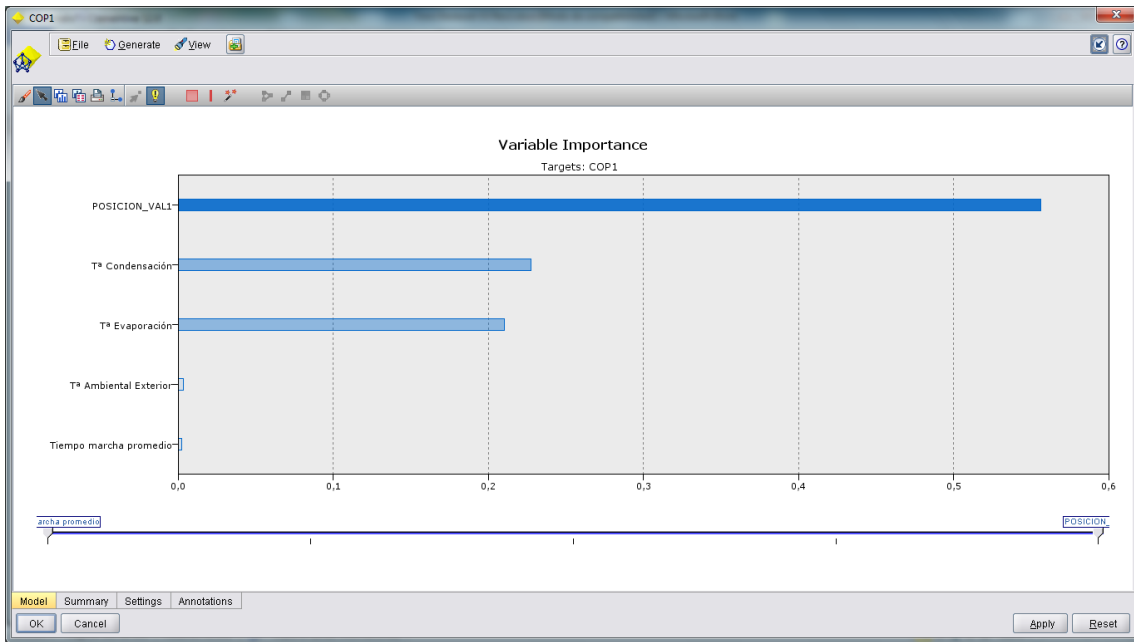 COP1
File Generate View
Variable Importance
Targets: COP1
POSICION_VAL1
Tª Condensación
Tª Evaporación
Tª Ambiental Exterior
Tiempo marcha promedio
0,0 0,1 0,2 0,3 0,4 0,5 0,6
archa promedio POSICION_
Model Summary Settings Annotations
OK Cancel Apply Reset